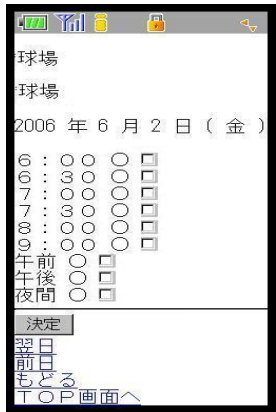 球場
球場
2006 年 6 月 2 日 ( 金 )
6 : 00 ○
6 : 30 ○
7 : 00 ○
7 : 30 ○
8 : 00 ○
9 : 00 ○
午前 ○
午後 ○
夜間 ○
決定
翌日
前日
もどる
TOP画面へ